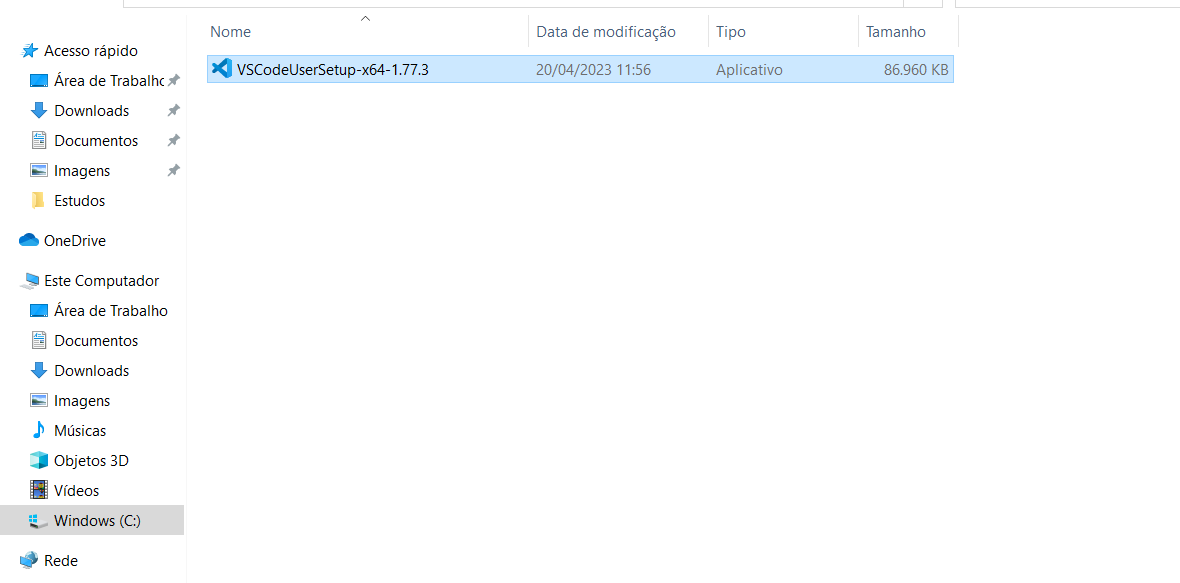 Nome Data de modificação Tipo Tamanho
VSCodeUserSetup-x64-1.77.3 20/04/2023 11:56 Aplicativo 86.960 KB
Acesso rápido
Área de Trabalho
Downloads
Documentos
Imagens
Estudos
OneDrive
Este Computador
Área de Trabalho
Documentos
Downloads
Imagens
Músicas
Objetos 3D
Vídeos
Windows (C:)
Rede